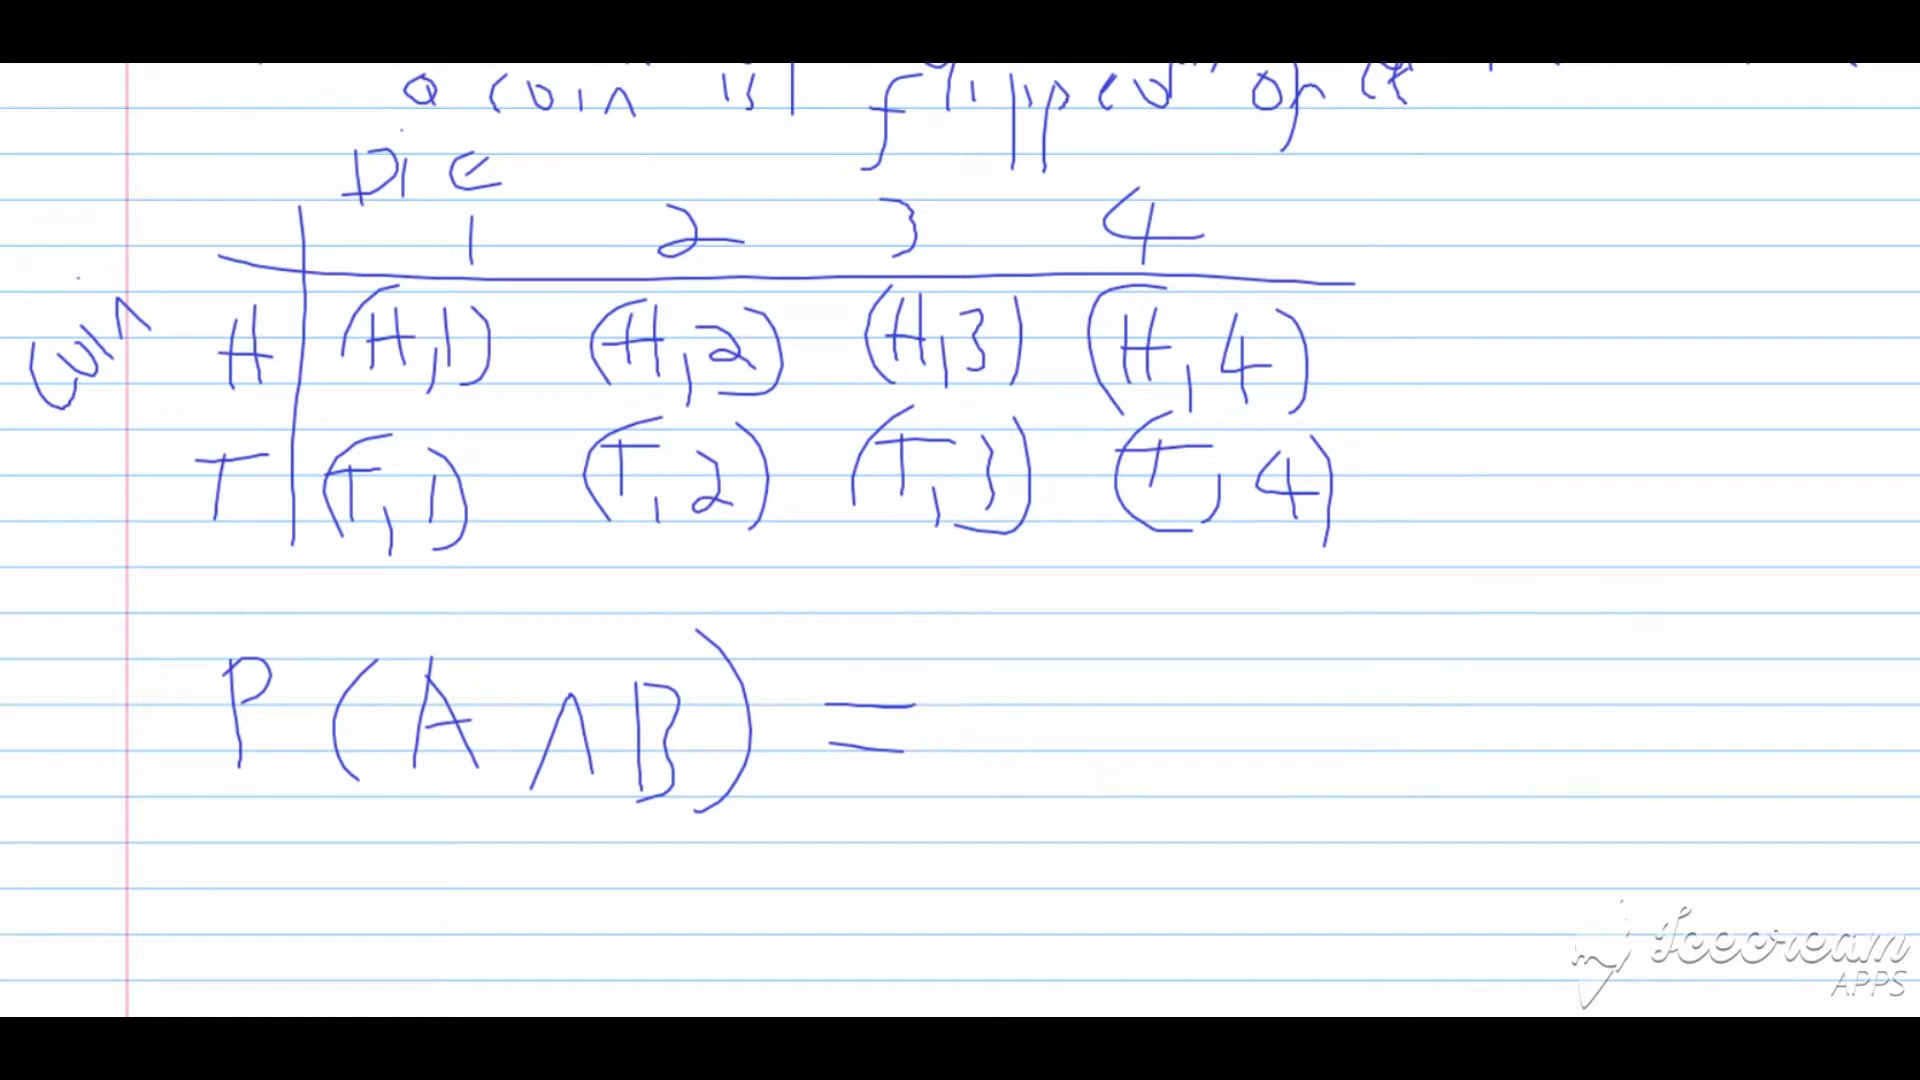 a coin is flipped once
Die
1 2 3 4
Coin H (H,1) (H,2) (H,3) (H,4)
T (T,1) (T,2) (T,3) (T,4)
P(A ∩ B) =
Icecream
APPS